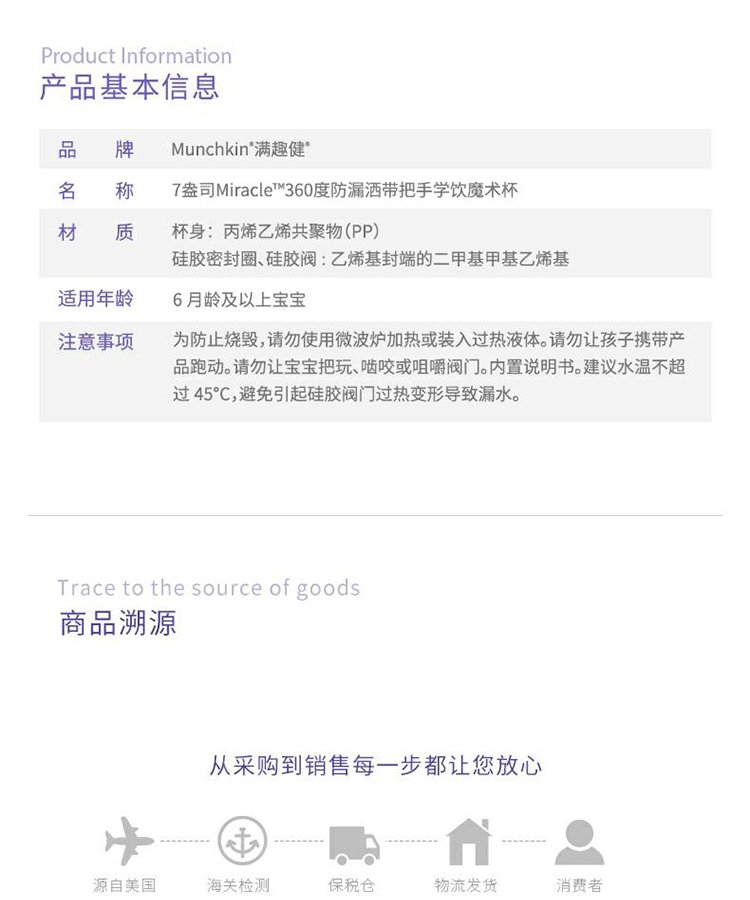 Product Information
产品基本信息
品 牌 Munchkin*满趣健*
名 称 7盎司Miracle™360度防漏洒带把手学饮魔术杯
材 质 杯身：丙烯乙烯共聚物(PP)
硅胶密封圈、硅胶阀：乙烯基封端的二甲基甲基乙烯基
适用年龄 6 月龄及以上宝宝
注意事项 为防止烧毁，请勿使用微波炉加热或装入过热液体。请勿让孩子携带产
品跑动。请勿让宝宝把玩、啮咬或咀嚼阀门。内置说明书。建议水温不超
过 45°C，避免引起硅胶阀门过热变形导致漏水。
Trace to the source of goods
商品溯源
从采购到销售每一步都让您放心
源自美国 海关检测 保税仓 物流发货 消费者